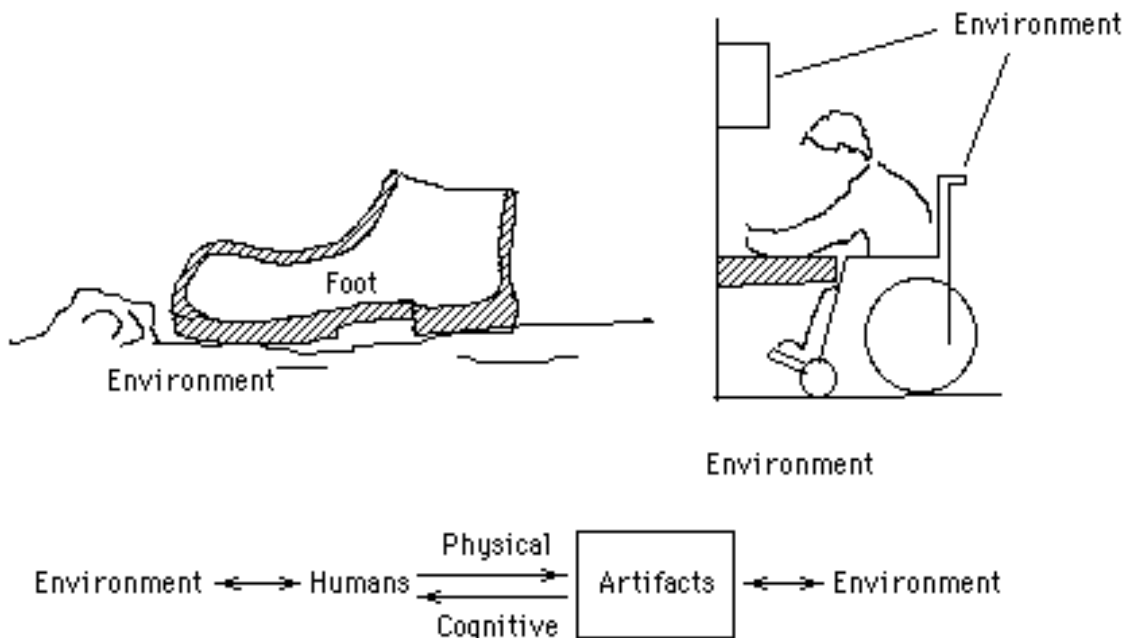 Environment
Foot
Environment
Environment
Physical
Environment Humans Artifacts Environment
Cognitive